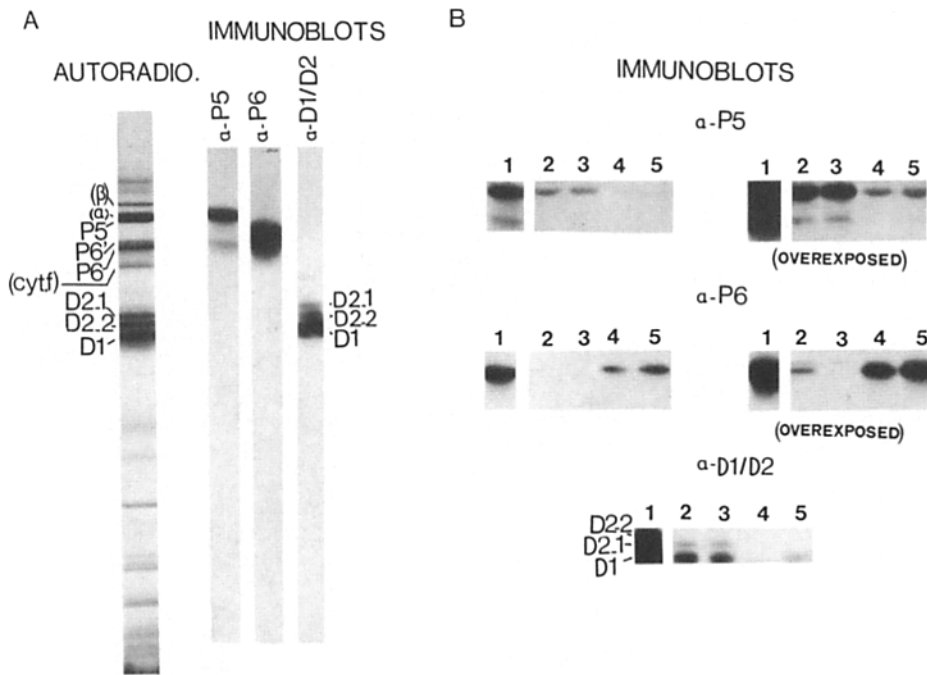 A
B
IMMUNOBLOTS
AUTORADIO.
α-P5
α-P6
α-D1/D2
(β)
(α)
P5
P6'
P6
(cyt.f)
D2.1
D2.2
D1
D2.1
D2.2
D1
IMMUNOBLOTS
α-P5
1 2 3 4 5
1 2 3 4 5
(OVEREXPOSED)
α-P6
1 2 3 4 5
1 2 3 4 5
(OVEREXPOSED)
α-D1/D2
1 2 3 4 5
D2.2
D2.1
D1